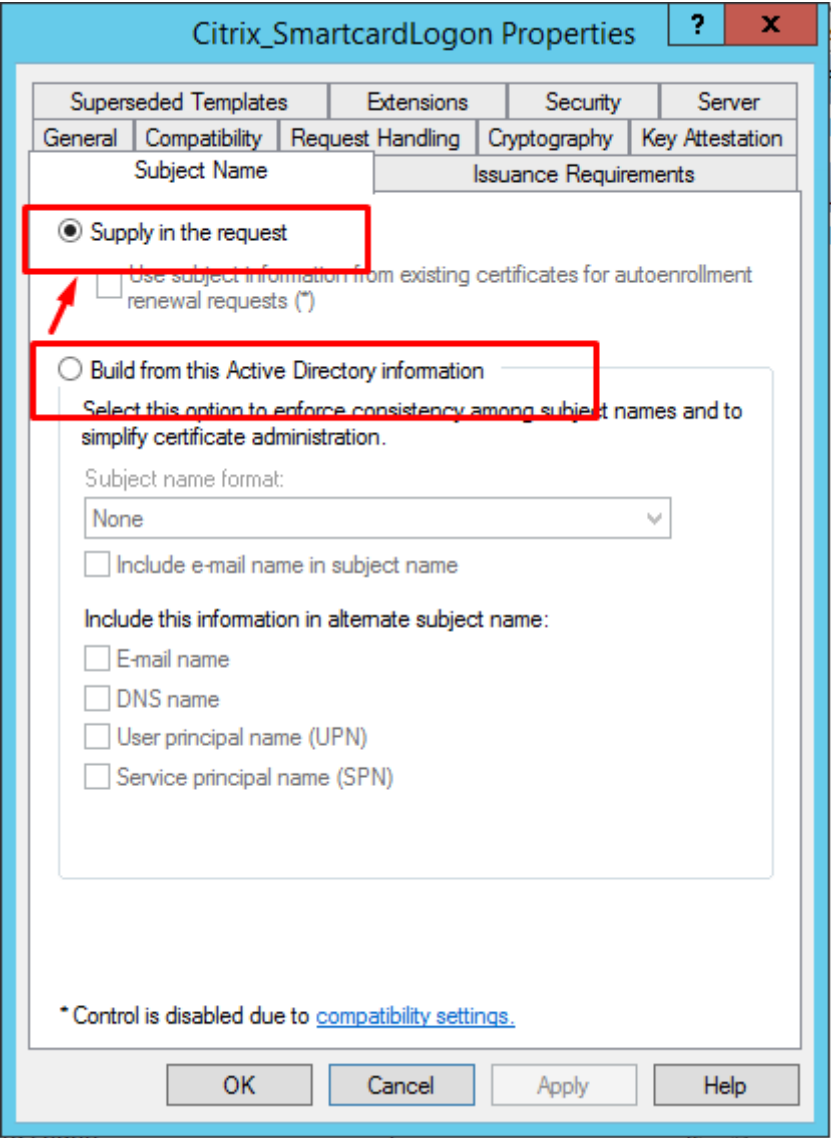 Citrix_SmartcardLogon Properties
?
x
Superseded Templates Extensions Security Server
General Compatibility Request Handling Cryptography Key Attestation
Subject Name Issuance Requirements
Supply in the request
Use subject information from existing certificates for autoenrollment
renewal requests (*)
Build from this Active Directory information
Select this option to enforce consistency among subject names and to
simplify certificate administration.
Subject name format:
None
Include e-mail name in subject name
Include this information in alternate subject name:
E-mail name
DNS name
User principal name (UPN)
Service principal name (SPN)
* Control is disabled due to compatibility settings.
OK Cancel Apply Help